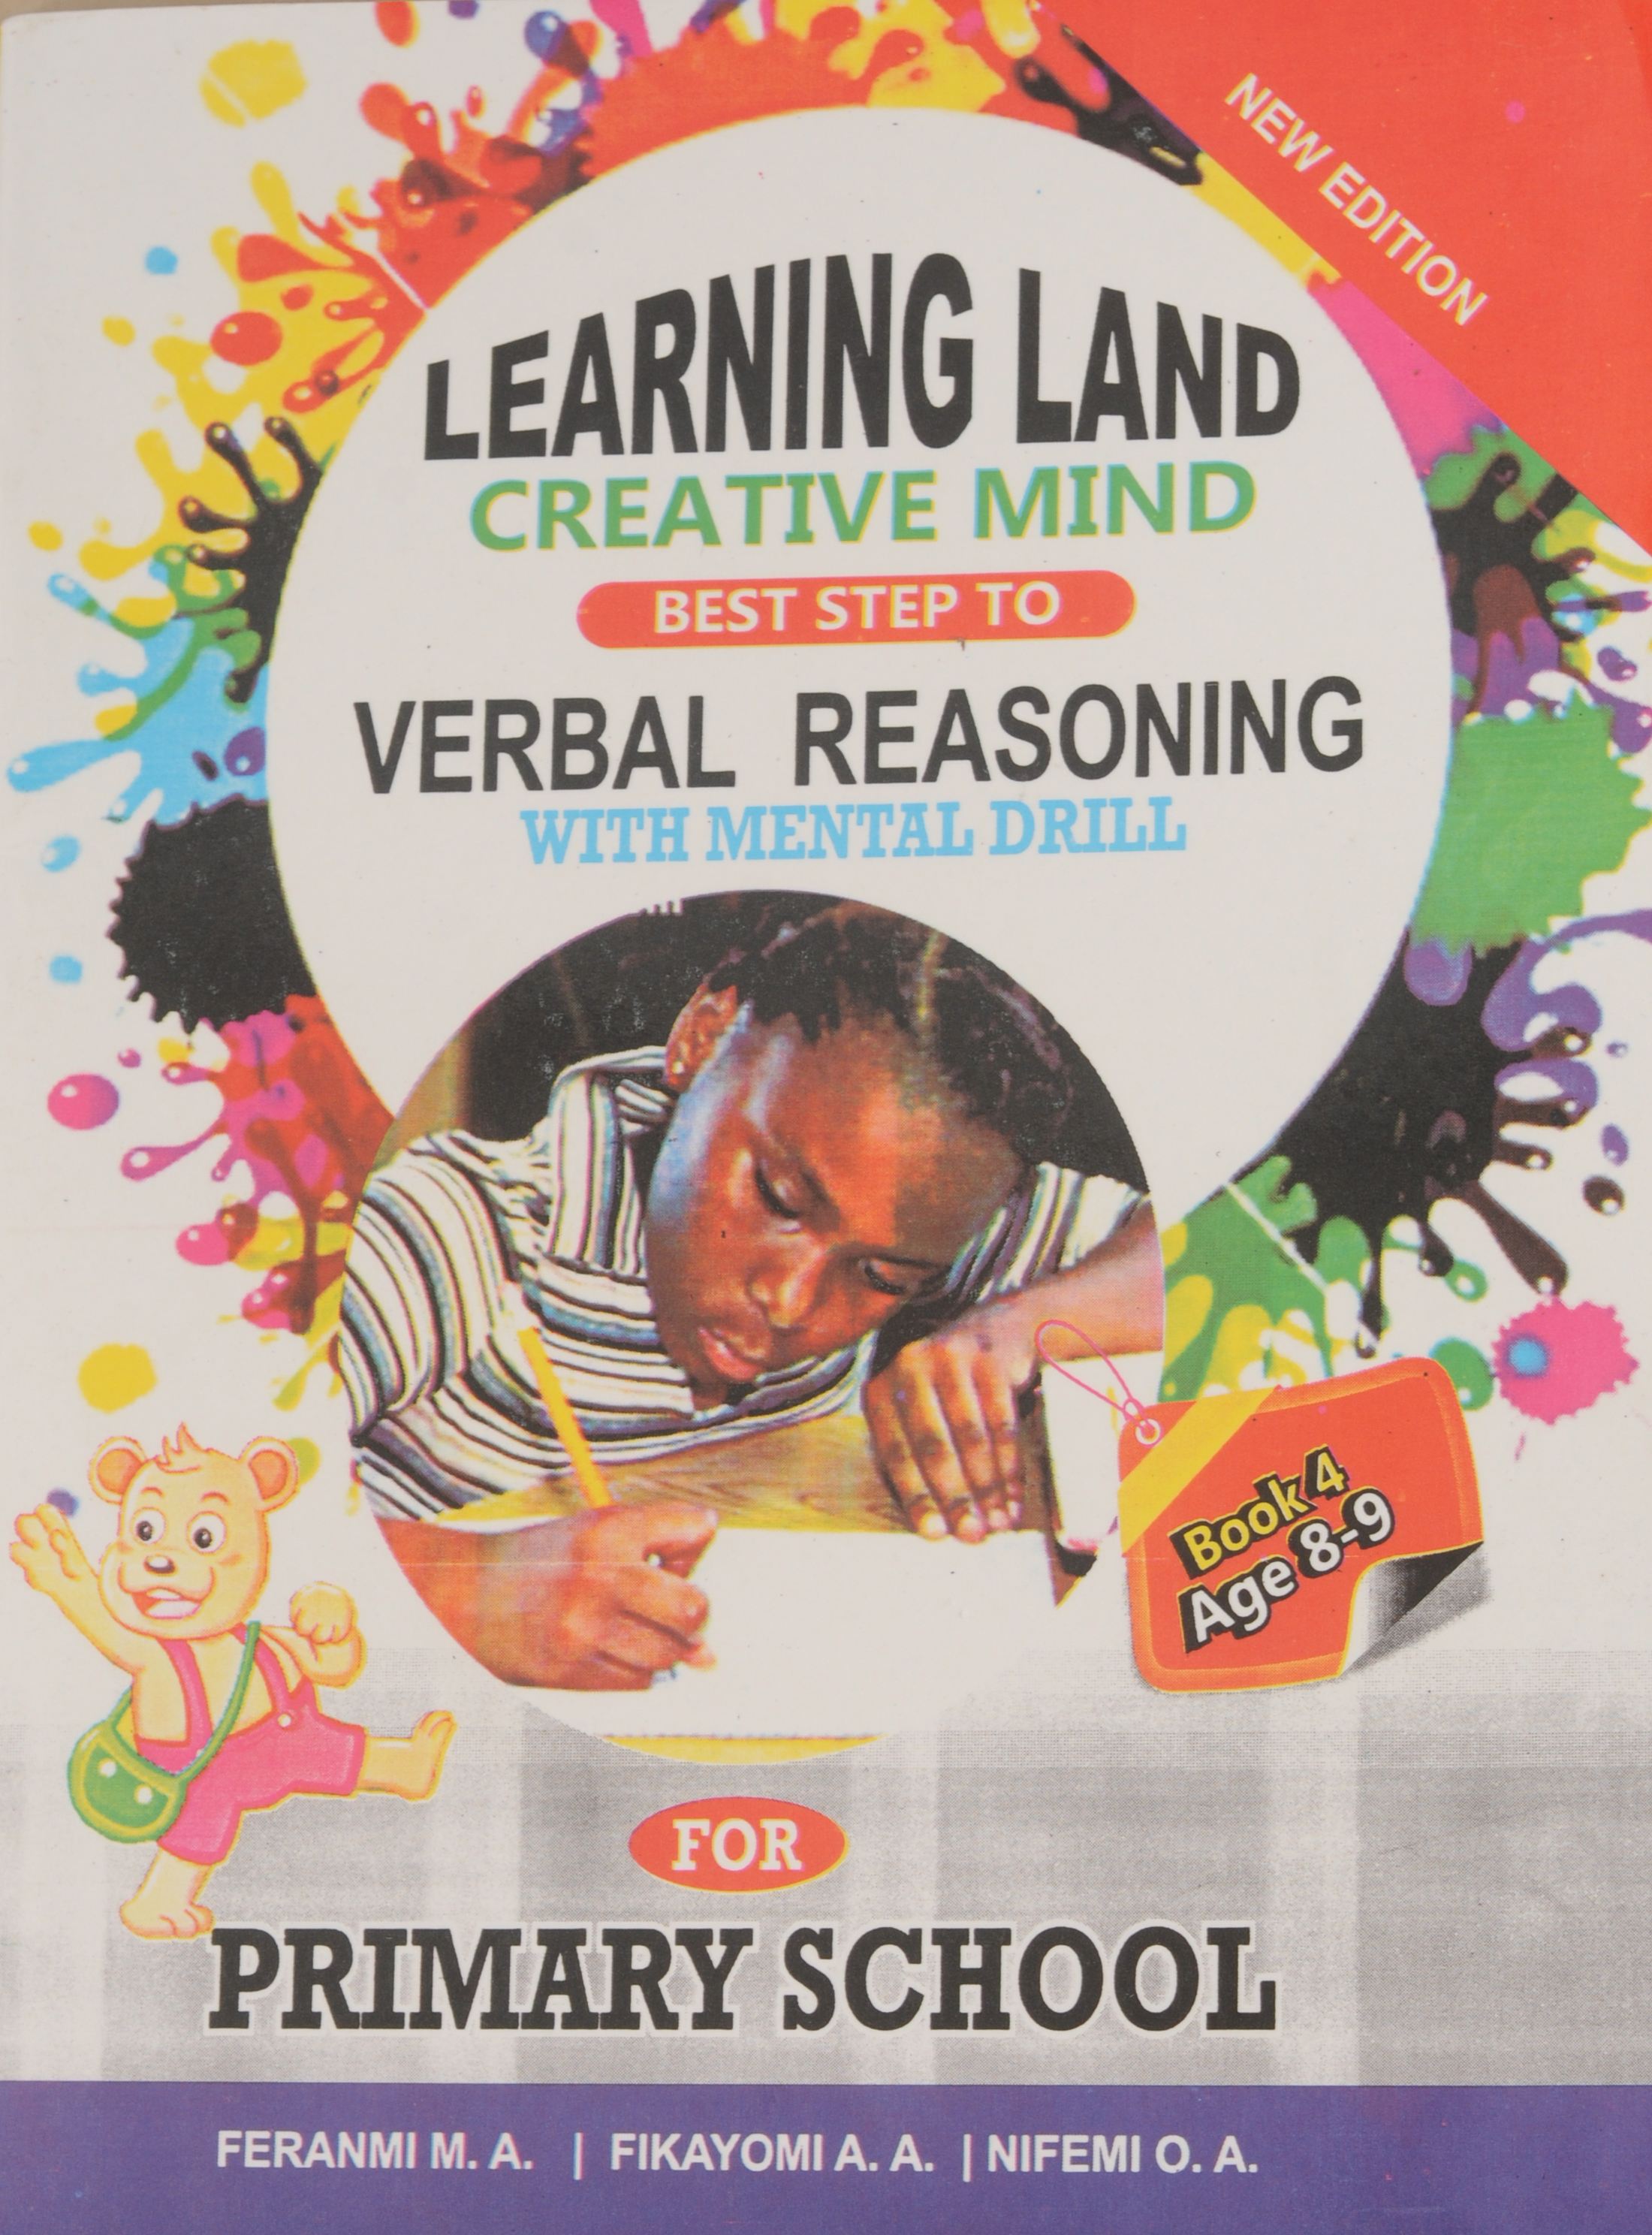 NEW EDITION
LEARNING LAND
CREATIVE MIND
BEST STEP TO
VERBAL REASONING
WITH MENTAL DRILL
Book 4
Age 8-9
FOR
PRIMARY SCHOOL
FERANMI M. A. | FIKAYOMI A. A. | NIFEMI O. A.